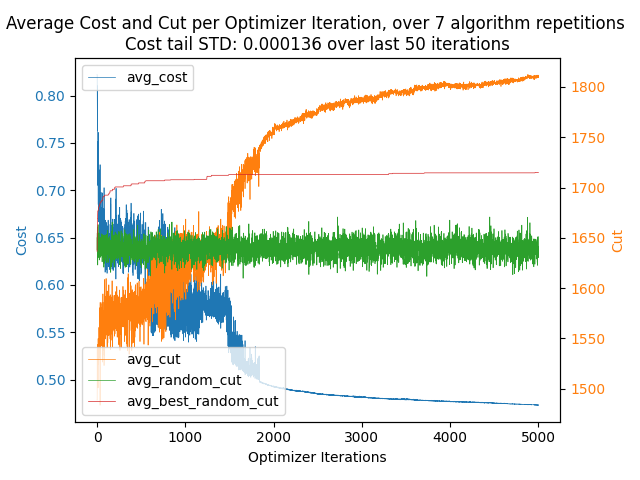 Average Cost and Cut per Optimizer Iteration, over 7 algorithm repetitions
Cost tail STD: 0.000136 over last 50 iterations
avg_cost
0.80
0.75
0.70
0.65
0.60
0.55
0.50
Cost
1800
1750
1700
1650
1600
1550
1500
Cut
avg_cut
avg_random_cut
avg_best_random_cut
0
1000
2000
3000
4000
5000
Optimizer Iterations